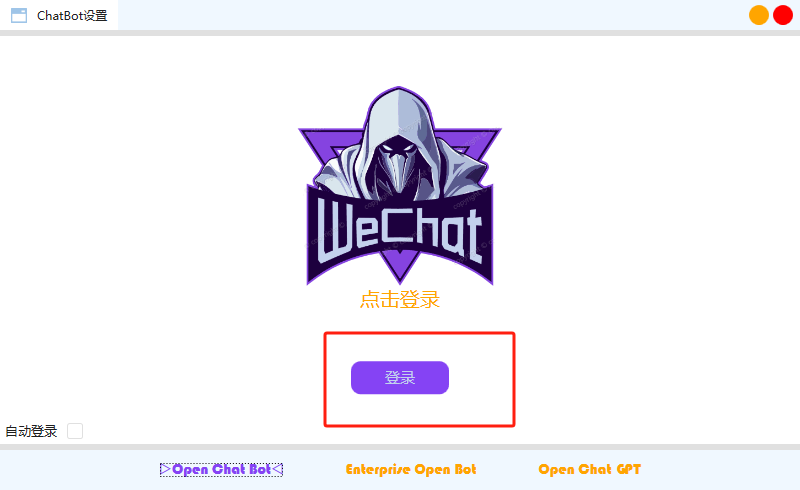 ChatBot设置
WeChat
点击登录
登录
自动登录
▷Open Chat Bot◁
Enterprise Open Bot
Open Chat GPT